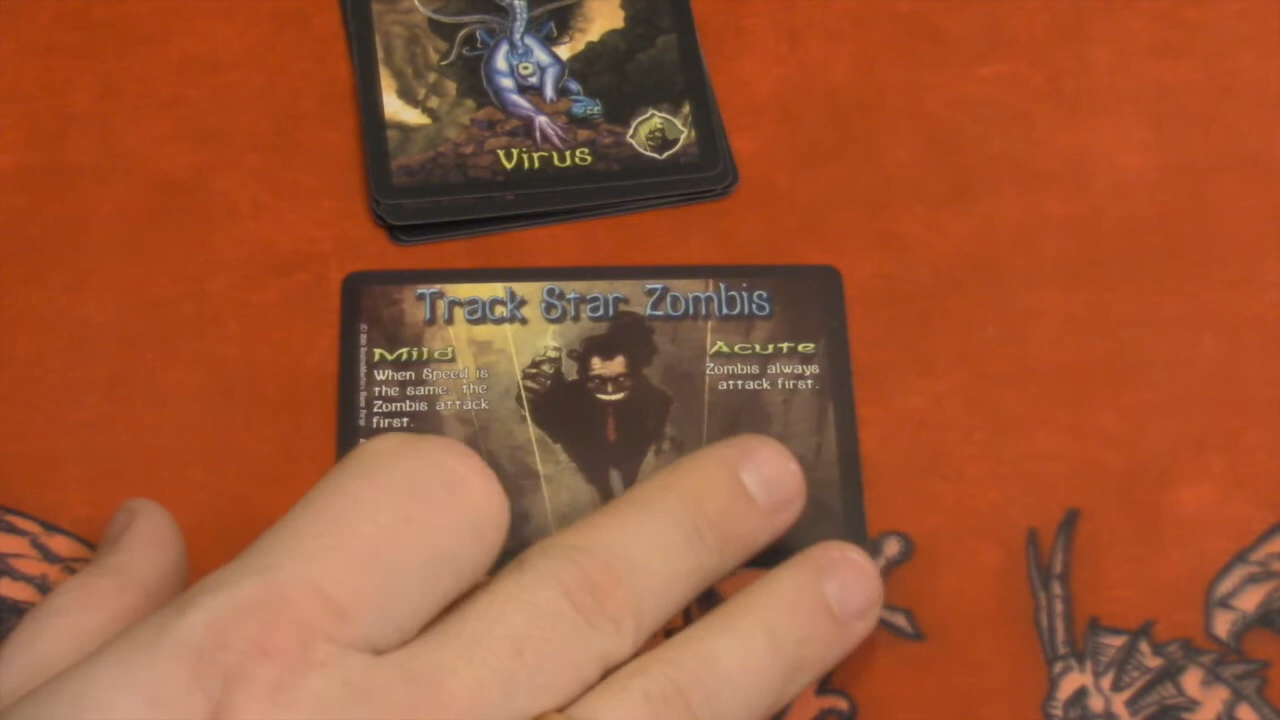 Virus
Track Star Zombis
Mild
When Speed is
the same, the
Zombis attack
first.
Acute
Zombis always
attack first.